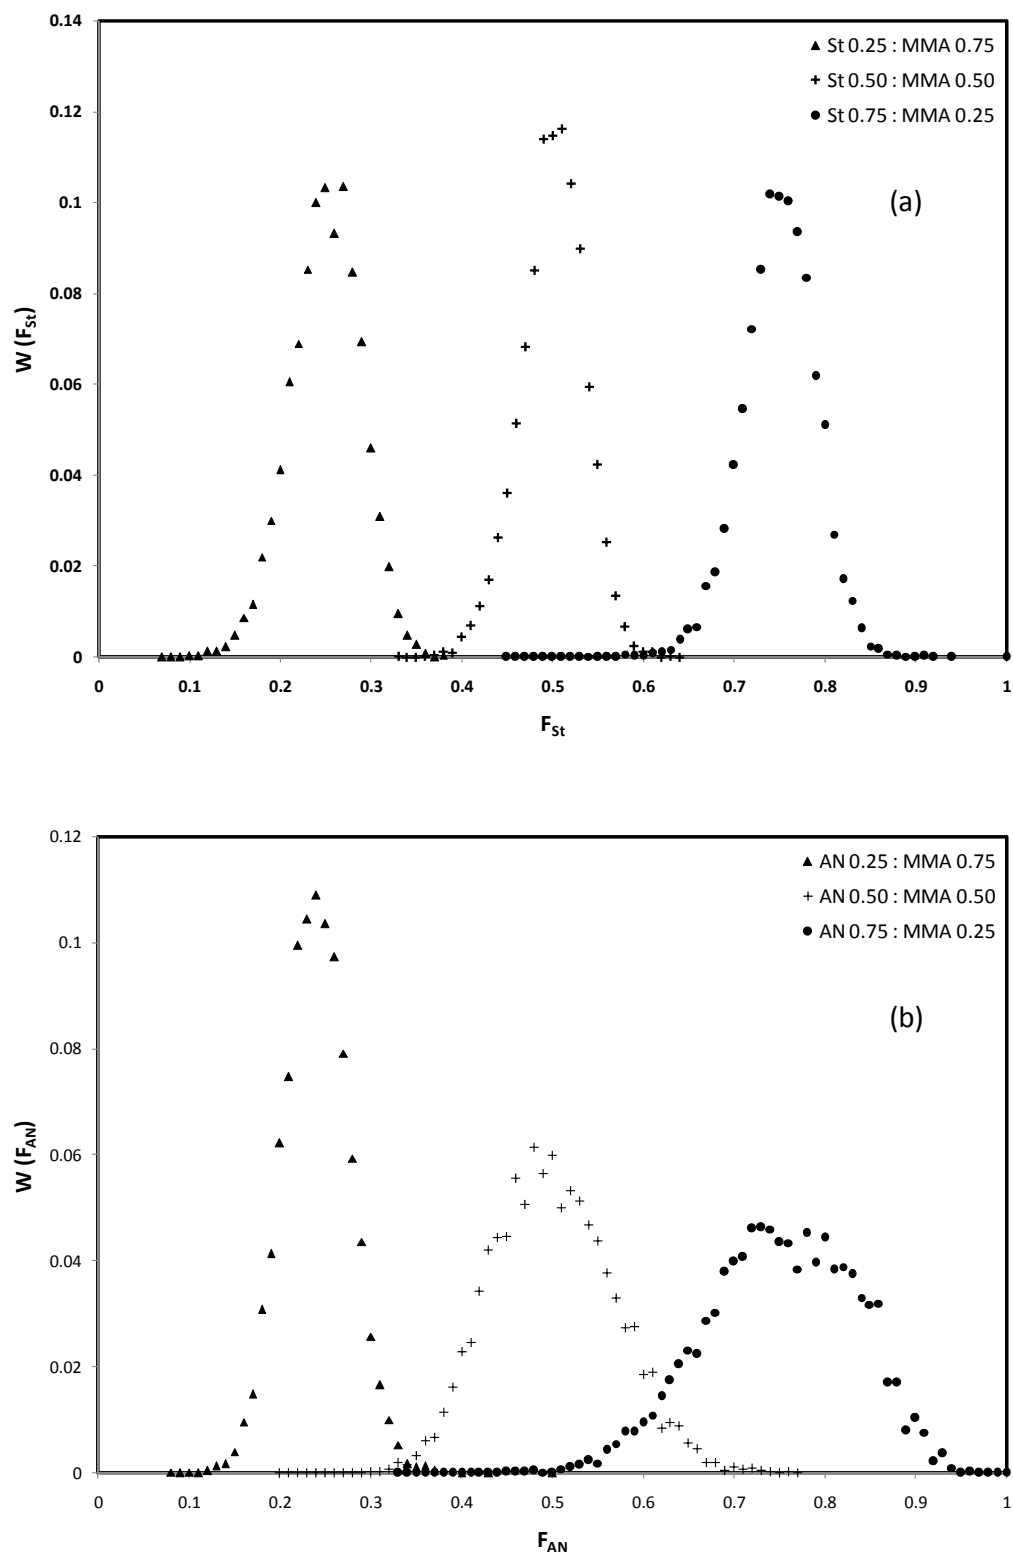 0.14
St 0.25 : MMA 0.75
St 0.50 : MMA 0.50
0.12
St 0.75 : MMA 0.25
0.1
(a)
0.08
W (F_St)
0.06
0.04
0.02
0
0 0.1 0.2 0.3 0.4 0.5 0.6 0.7 0.8 0.9 1
F_St
0.12
AN 0.25 : MMA 0.75
AN 0.50 : MMA 0.50
AN 0.75 : MMA 0.25
0.1
(b)
0.08
W (F_AN)
0.06
0.04
0.02
0
0 0.1 0.2 0.3 0.4 0.5 0.6 0.7 0.8 0.9 1
F_AN